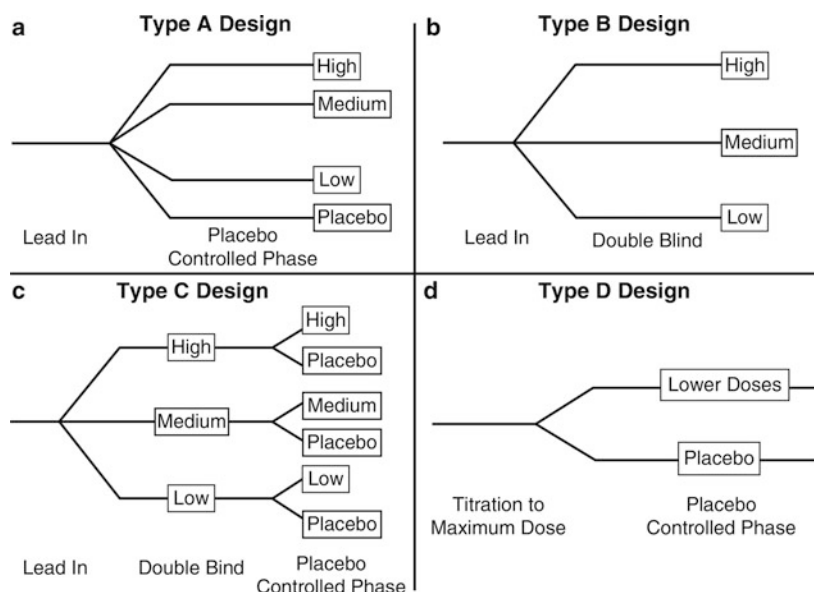 a
Type A Design
High
Medium
Low
Placebo
Lead In
Placebo
Controlled Phase
b
Type B Design
High
Medium
Low
Lead In
Double Blind
c
Type C Design
High
High
Placebo
Medium
Medium
Placebo
Low
Low
Placebo
Lead In
Double Bind
Placebo
Controlled Phase
d
Type D Design
Lower Doses
Placebo
Titration to
Maximum Dose
Placebo
Controlled Phase